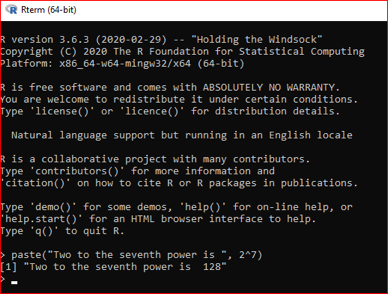 Rterm (64-bit)
R version 3.6.3 (2020-02-29) -- "Holding the Windsock"
Copyright (C) 2020 The R Foundation for Statistical Computing
Platform: x86_64-w64-mingw32/x64 (64-bit)
R is free software and comes with ABSOLUTELY NO WARRANTY.
You are welcome to redistribute it under certain conditions.
Type 'license()' or 'licence()' for distribution details.
Natural language support but running in an English locale
R is a collaborative project with many contributors.
Type 'contributors()' for more information and
'citation()' on how to cite R or R packages in publications.
Type 'demo()' for some demos, 'help()' for on-line help, or
'help.start()' for an HTML browser interface to help.
Type 'q()' to quit R.
> paste("Two to the seventh power is ", 2^7)
[1] "Two to the seventh power is  128"
>